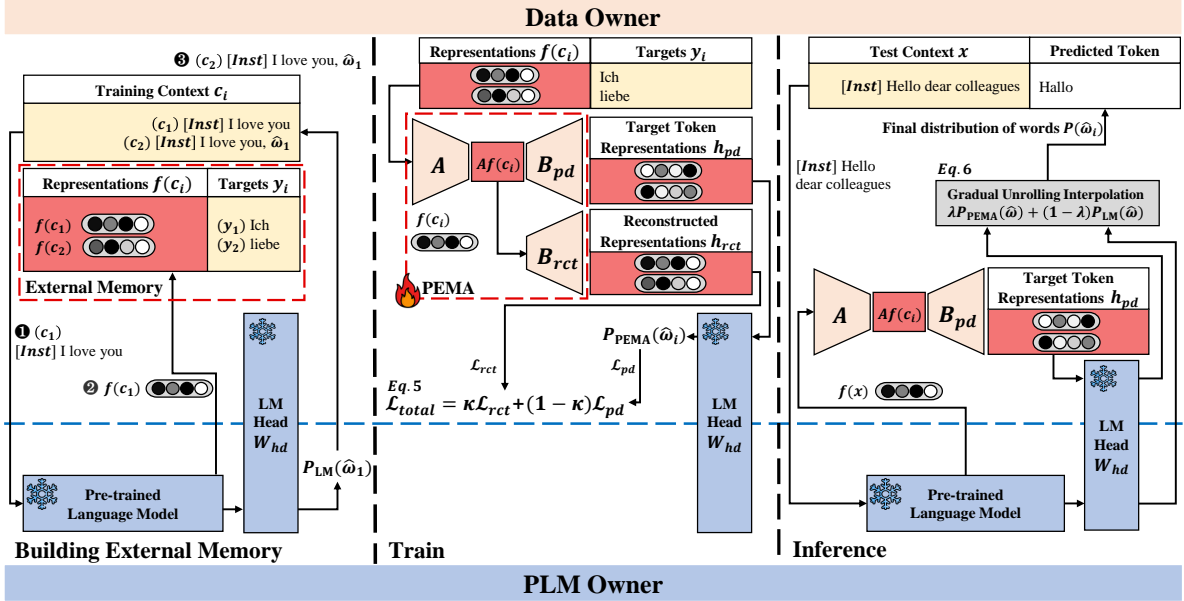 Data Owner
❸ (c₂) [Inst] I love you, ω̂₁
Training Context cᵢ
(c₁) [Inst] I love you
(c₂) [Inst] I love you, ω̂₁
Representations f(cᵢ)
Targets yᵢ
f(c₁)
f(c₂)
(y₁) Ich
(y₂) liebe
External Memory
❶ (c₁)
[Inst] I love you
❷ f(c₁)
LM
Head
W_hd
P_LM(ω̂₁)
Pre-trained
Language Model
Building External Memory
Representations f(cᵢ)
Targets yᵢ
Ich
liebe
A
Af(cᵢ)
B_pd
Target Token
Representations h_pd
f(cᵢ)
B_rct
Reconstructed
Representations h_rct
PEMA
P_PEMA(ω̂ᵢ)
ℒ_rct
ℒ_pd
Eq. 5
ℒ_total = κℒ_rct+(1 − κ)ℒ_pd
LM
Head
W_hd
Train
Test Context x
Predicted Token
[Inst] Hello dear colleagues
Hallo
Final distribution of words P(ω̂ᵢ)
[Inst] Hello
dear colleagues
Eq. 6
Gradual Unrolling Interpolation
λP_PEMA(ω̂) + (1 − λ)P_LM(ω̂)
A
Af(cᵢ)
B_pd
Target Token
Representations h_pd
f(x)
LM
Head
W_hd
Pre-trained
Language Model
Inference
PLM Owner